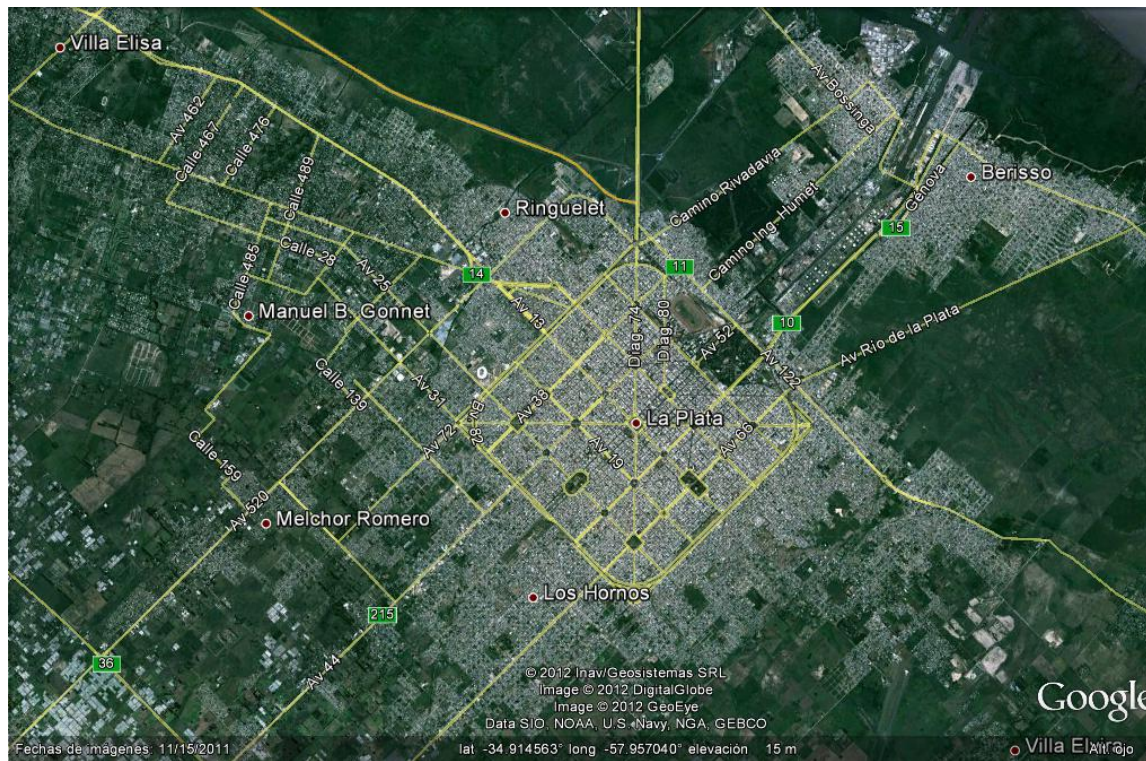 Villa Elisa
Av 462
Calle 467
Calle 476
Calle 489
Av Bossinga
Camino Rivadavia
Genova
Berisso
Ringuelet
15
Camino Ing. Humet
Calle 28
Calle 485
Av 25
14
11
Manuel B. Gonnet
Av 13
Diag. 74
Diag. 80
Av 52
10
Av Rio de la Plata
Av 122
Calle 139
Av 31
Av 38
Bv 82
La Plata
Av 72
Av 19
Av 66
Calle 159
Av 520
Melchor Romero
Los Hornos
215
36
Av 44
© 2012 Inav/Geosistemas SRL
Image © 2012 DigitalGlobe
Image © 2012 GeoEye
Data SIO, NOAA, U.S. Navy, NGA, GEBCO
Google
Fechas de imágenes: 11/15/2011
lat -34.914563° long -57.957040° elevación 15 m
Villa Elvira
Alt. ojo